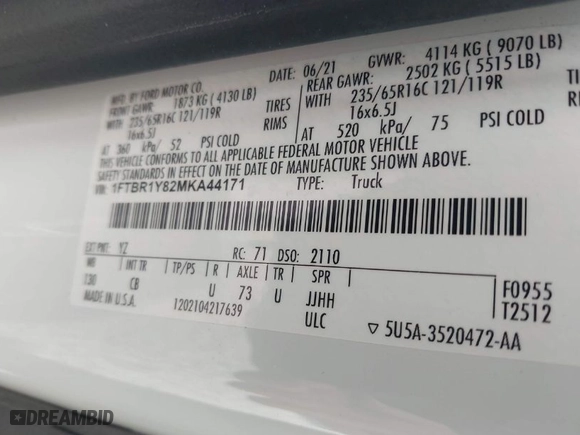 MFD. BY FORD MOTOR CO.
DATE: 06/21 GVWR: 4114 KG ( 9070 LB)
FRONT GAWR: 1873 KG ( 4130 LB) REAR GAWR: 2502 KG ( 5515 LB)
WITH 235/65R16C 121/119R TIRES WITH 235/65R16C 121/119R
16x6.5J RIMS 16x6.5J
AT 360 kPa/ 52 PSI COLD AT 520 kPa/ 75 PSI COLD
THIS VEHICLE CONFORMS TO ALL APPLICABLE FEDERAL MOTOR VEHICLE
SAFETY STANDARDS IN EFFECT ON THE DATE OF MANUFACTURE SHOWN ABOVE.
VIN: 1FTBR1Y82MKA44171 TYPE: Truck
EXT PNT: YZ RC: 71 DSO: 2110
WB INT TR TP/PS R AXLE TR SPR F0955
130 CB U 73 U JJHH T2512
MADE IN U.S.A. 1202104217639 ULC ▽ 5U5A-3520472-AA
DREAMBID